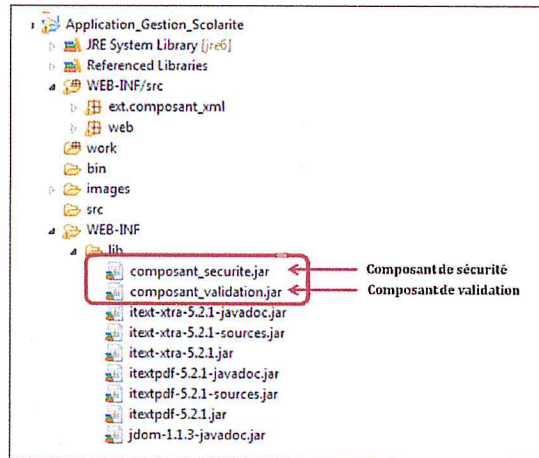 Application_Gestion_Scolarite
JRE System Library [jre6]
Referenced Libraries
WEB-INF/src
ext.composant_xml
web
work
bin
images
src
WEB-INF
lib
composant_securite.jar Composant de sécurité
composant_validation.jar Composant de validation
itext-xtra-5.2.1-javadoc.jar
itext-xtra-5.2.1-sources.jar
itext-xtra-5.2.1.jar
itextpdf-5.2.1-javadoc.jar
itextpdf-5.2.1-sources.jar
itextpdf-5.2.1.jar
jdom-1.1.3-javadoc.jar